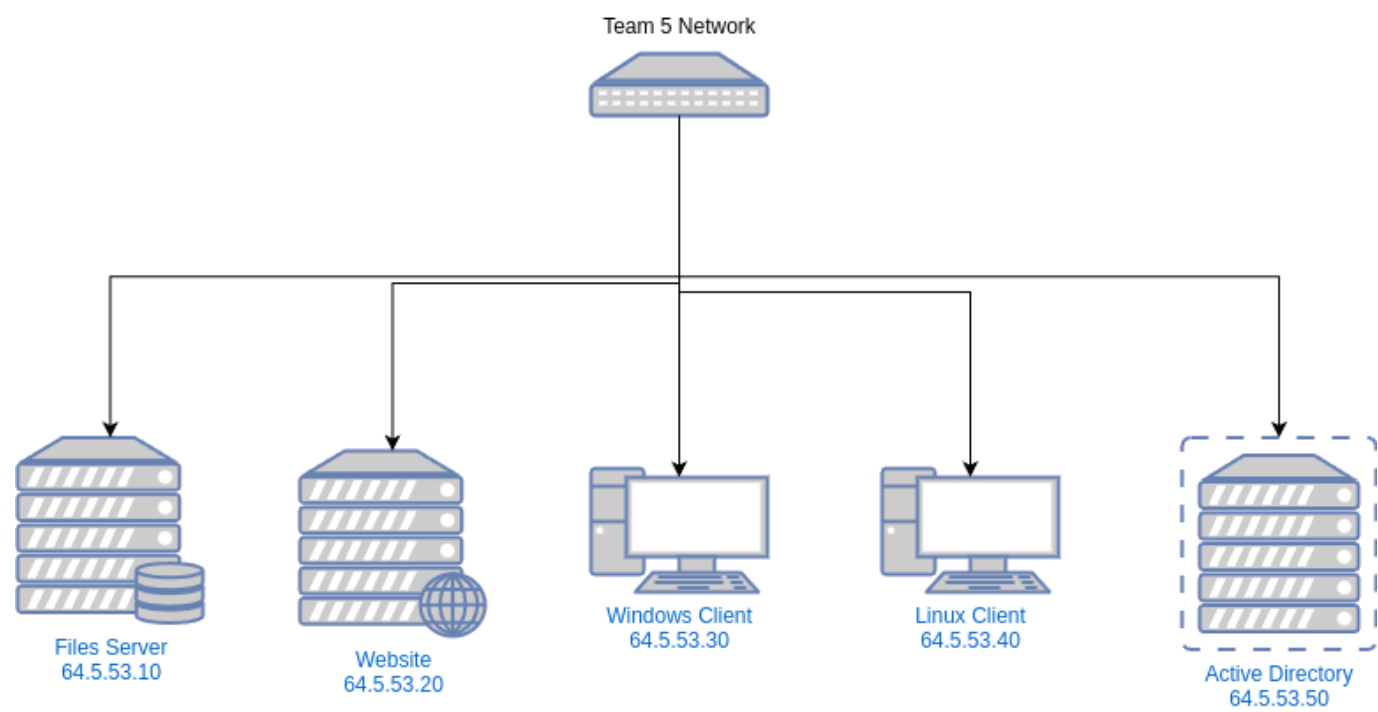 Team 5 Network
Files Server
64.5.53.10
Website
64.5.53.20
Windows Client
64.5.53.30
Linux Client
64.5.53.40
Active Directory
64.5.53.50